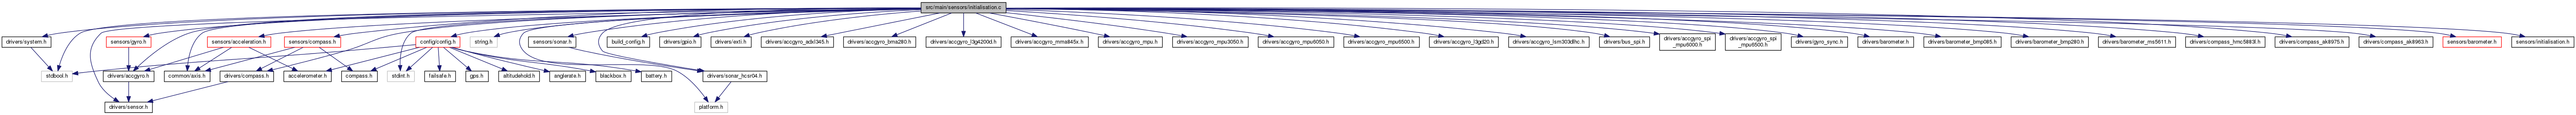 src/main/sensors/initialisation.c
drivers/system.h
sensors/gyro.h
sensors/acceleration.h
sensors/compass.h
config/config.h
string.h
sensors/sonar.h
build_config.h
drivers/gpio.h
drivers/exti.h
drivers/accgyro_adxl345.h
drivers/accgyro_bma280.h
drivers/accgyro_l3g4200d.h
drivers/accgyro_mma845x.h
drivers/accgyro_mpu.h
drivers/accgyro_mpu3050.h
drivers/accgyro_mpu6050.h
drivers/accgyro_mpu6500.h
drivers/accgyro_l3gd20.h
drivers/accgyro_lsm303dlhc.h
drivers/bus_spi.h
drivers/accgyro_spi
_mpu6000.h
drivers/accgyro_spi
_mpu6500.h
drivers/gyro_sync.h
drivers/barometer.h
drivers/barometer_bmp085.h
drivers/barometer_bmp280.h
drivers/barometer_ms5611.h
drivers/compass_hmc5883l.h
drivers/compass_ak8975.h
drivers/compass_ak8963.h
sensors/barometer.h
sensors/initialisation.h
stdbool.h
drivers/accgyro.h
common/axis.h
drivers/compass.h
accelerometer.h
compass.h
stdint.h
failsafe.h
gps.h
altitudehold.h
anglerate.h
blackbox.h
battery.h
drivers/sonar_hcsr04.h
drivers/sensor.h
platform.h